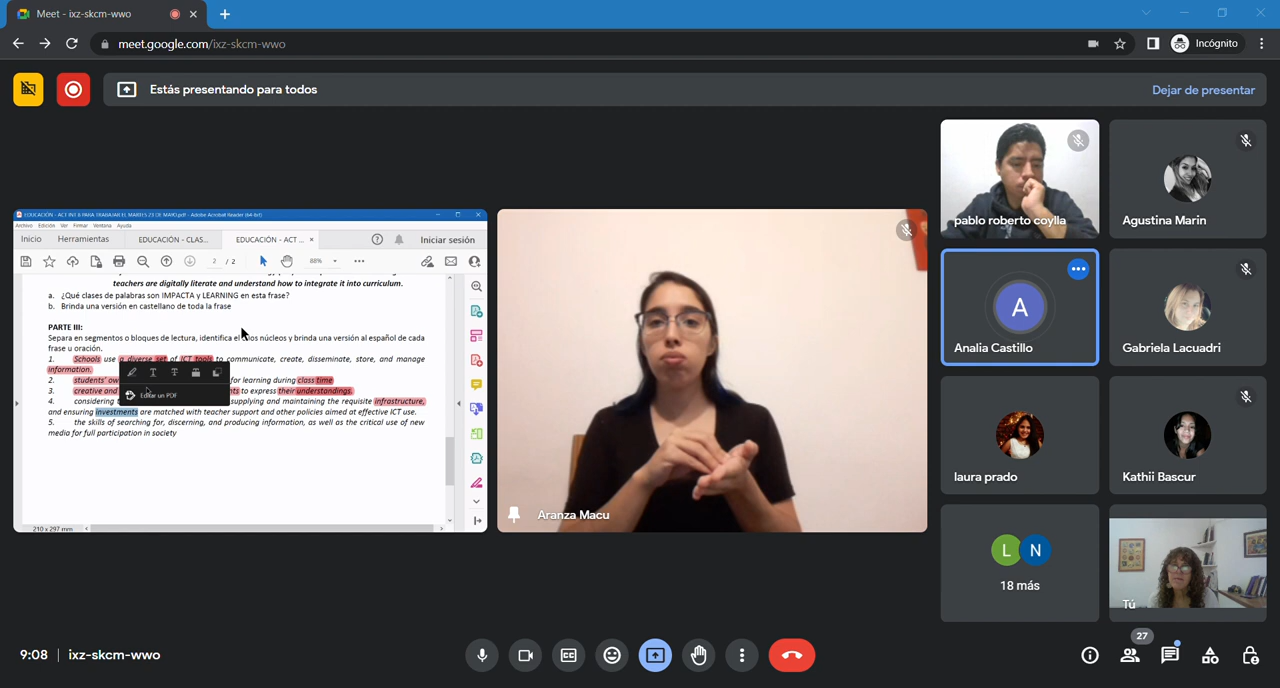 Meet - ixz-skcm-wwo
meet.google.com/ixz-skcm-wwo
Incógnito
Estás presentando para todos
Dejar de presentar
EDUCACIÓN - ACT INT 8 PARA TRABAJAR EL MARTES 23 DE MAYO.pdf - Adobe Acrobat Reader (64-bit)
Archivo Edición Ver Firmar Ventana Ayuda
Inicio Herramientas EDUCACIÓN - CLAS... EDUCACIÓN - ACT ... Iniciar sesión
2 / 2 88%
teachers are digitally literate and understand how to integrate it into curriculum.
a. ¿Qué clases de palabras son IMPACTA y LEARNING en esta frase?
b. Brinda una versión en castellano de toda la frase
PARTE III:
Separa en segmentos o bloques de lectura, identifica el os núcleos y brinda una versión al español de cada
frase u oración.
1. Schools use a diverse set of ICT tools to communicate, create, disseminate, store, and manage
information.
2. students' ow for learning during class time
3. creative and ts to express their understandings.
4. considering supplying and maintaining the requisite infrastructure,
and ensuring investments are matched with teacher support and other policies aimed at effective ICT use.
5. the skills of searching for, discerning, and producing information, as well as the critical use of new
media for full participation in society
Editar un PDF
210 x 297 mm
Aranza Macu
pablo roberto coylla
Agustina Marin
A
Analia Castillo
Gabriela Lacuadri
laura prado
Kathii Bascur
L N
18 más
Tú
9:08 ixz-skcm-wwo
27